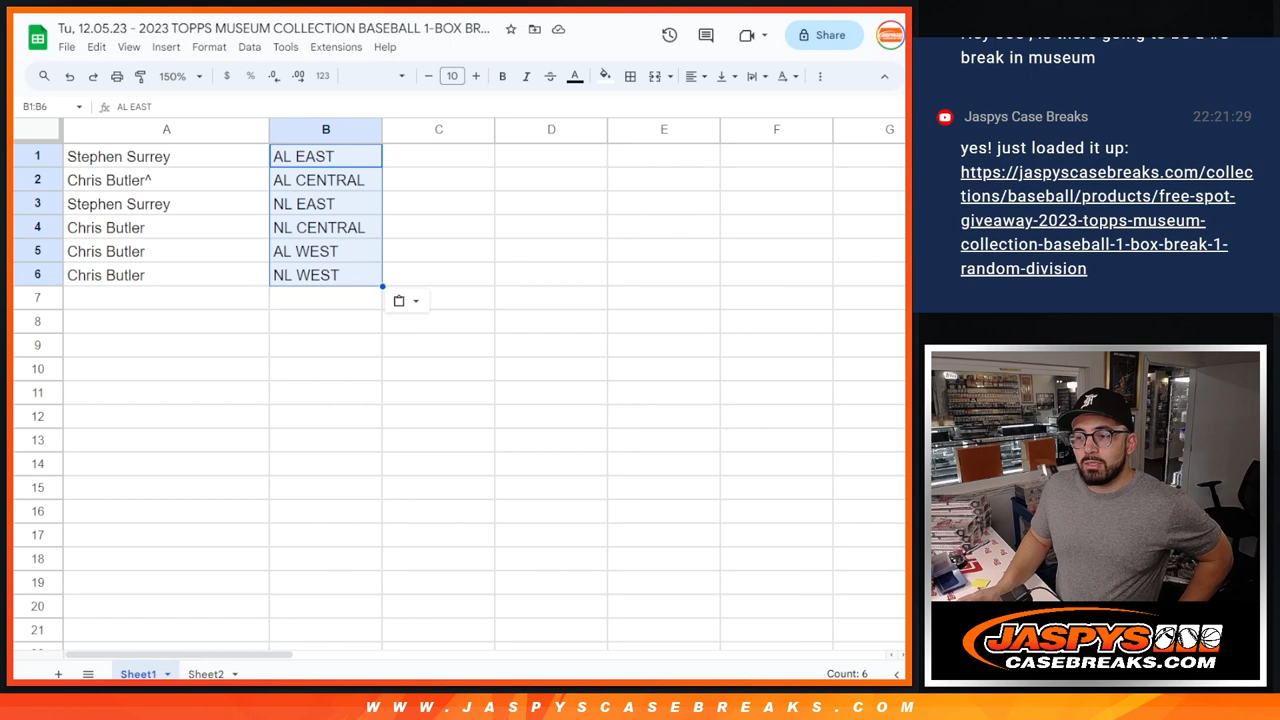 Tu, 12.05.23 - 2023 TOPPS MUSEUM COLLECTION BASEBALL 1-BOX BR...
File Edit View Insert Format Data Tools Extensions Help
Share
150% $ % .0 .00 123 10 B I A
B1:B6 fx AL EAST
A B C D E F G
1 Stephen Surrey AL EAST
2 Chris Butler^ AL CENTRAL
3 Stephen Surrey NL EAST
4 Chris Butler NL CENTRAL
5 Chris Butler AL WEST
6 Chris Butler NL WEST
7
8
9
10
11
12
13
14
15
16
17
18
19
20
21
Sheet1 Sheet2 Count: 6
break in museum
Jaspys Case Breaks 22:21:29
yes! just loaded it up:
https://jaspyscasebreaks.com/collec
tions/baseball/products/free-spot-
giveaway-2023-topps-museum-
collection-baseball-1-box-break-1-
random-division
JASPYS
CASEBREAKS.COM
WWW.JASPYSCASEBREAKS.COM